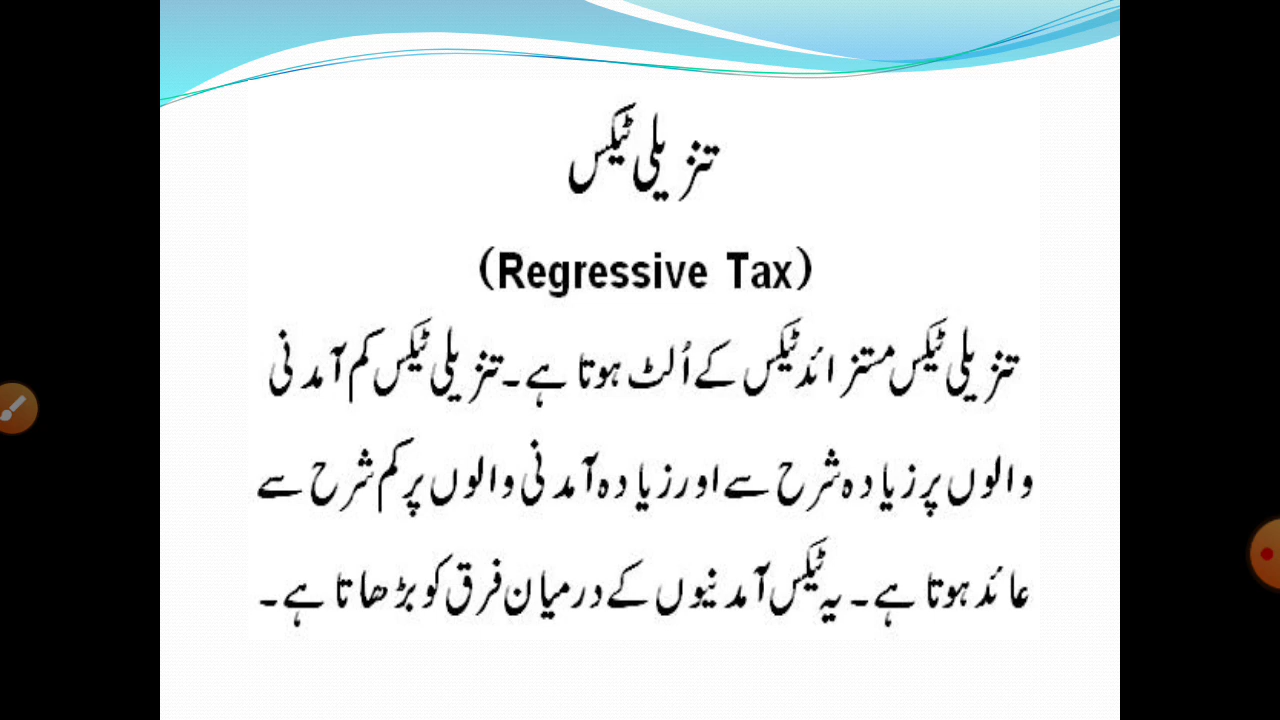 تنزیلی ٹیکس
(Regressive Tax)
تنزیلی ٹیکس مستزائد ٹیکس کے اُلٹ ہوتا ہے۔ تنزیلی ٹیکس کم آمدنی
والوں پر زیادہ شرح سے اور زیادہ آمدنی والوں پر کم شرح سے
عائد ہوتا ہے۔ یہ ٹیکس آمدنیوں کے درمیان فرق کو بڑھاتا ہے۔